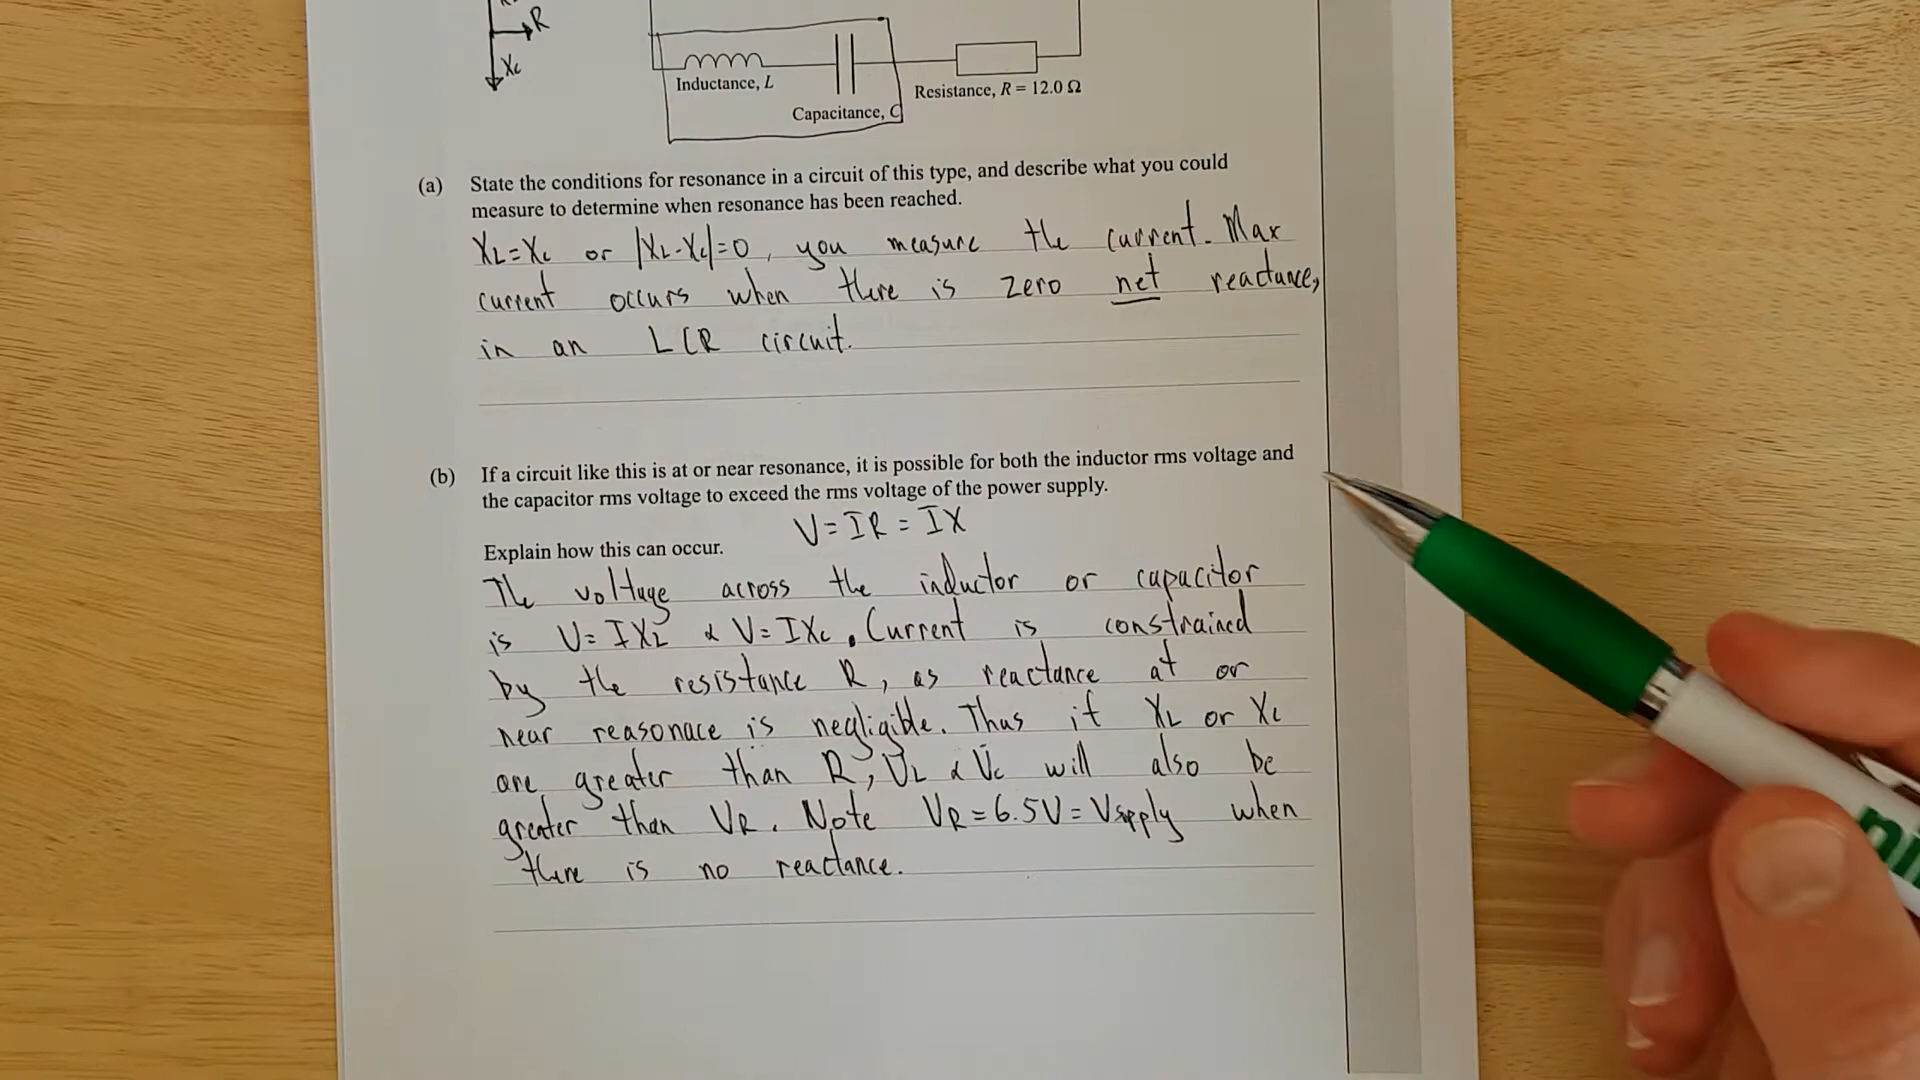 R
Xc
Inductance, L
Capacitance, C
Resistance, R = 12.0 Ω
(a) State the conditions for resonance in a circuit of this type, and describe what you could
measure to determine when resonance has been reached.
XL=Xc or |XL-Xc|=0, you measure the current. Max
current occurs when there is zero net reactance,
in an LCR circuit.
(b) If a circuit like this is at or near resonance, it is possible for both the inductor rms voltage and
the capacitor rms voltage to exceed the rms voltage of the power supply.
V=IR=IX
Explain how this can occur.
The voltage across the inductor or capacitor
is V=IXL & V=IXc. Current is constrained
by the resistance R, as reactance at or
near reasonace is negligible. Thus if XL or Xc
are greater than R, VL & Vc will also be
greater than VR. Note VR=6.5V=Vsupply when
there is no reactance.